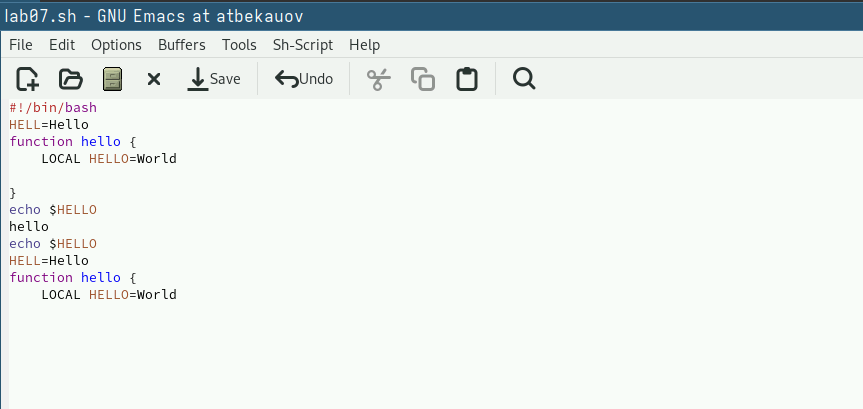 lab07.sh - GNU Emacs at atbekauov
File Edit Options Buffers Tools Sh-Script Help
Save Undo
#!/bin/bash
HELL=Hello
function hello {
    LOCAL HELLO=World

}
echo $HELLO
hello
echo $HELLO
HELL=Hello
function hello {
    LOCAL HELLO=World